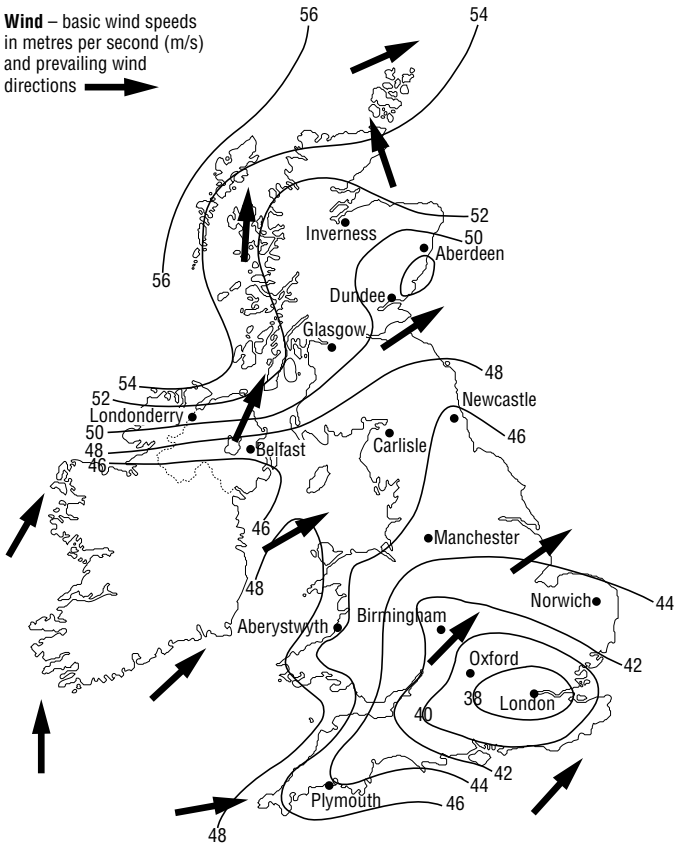 Wind – basic wind speeds
in metres per second (m/s)
and prevailing wind
directions
56
54
52
Inverness
50
Aberdeen
56
Dundee
Glasgow
48
54
52
Newcastle
Londonderry
50
46
Carlisle
48
Belfast
46
46
Manchester
48
Norwich
44
Birmingham
Aberystwyth
42
Oxford
38
London
40
42
44
Plymouth
46
48